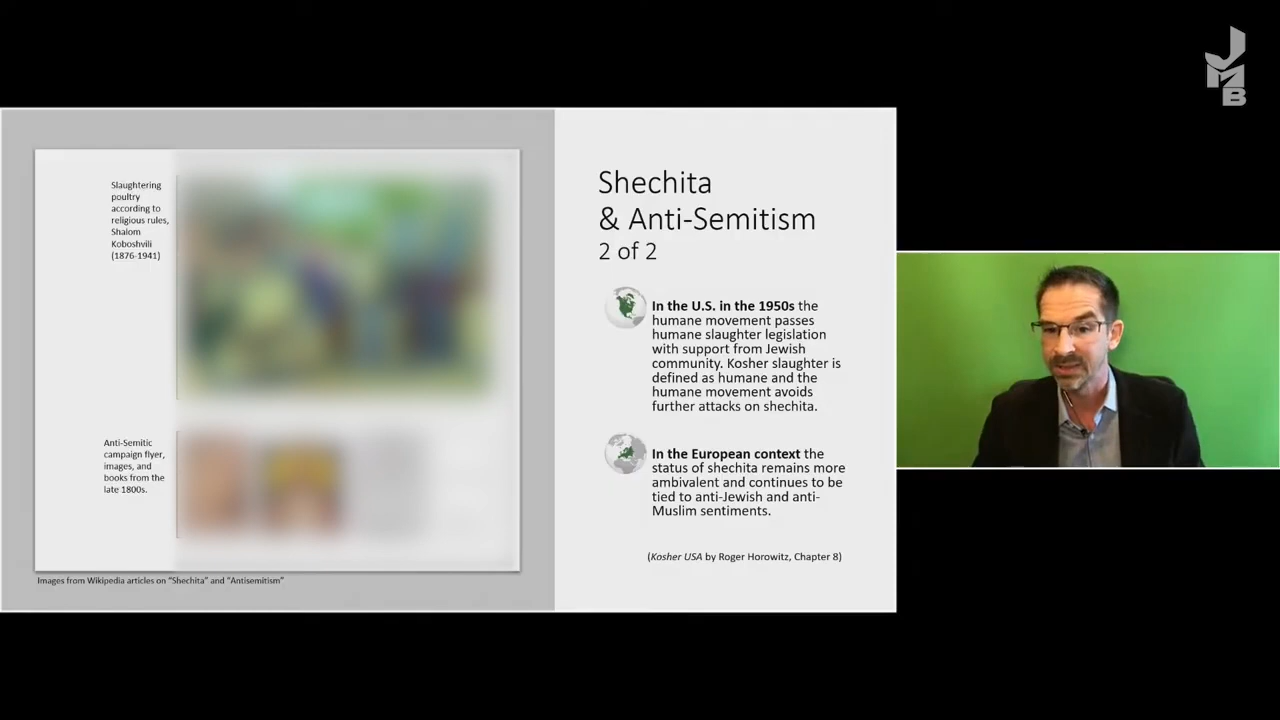 JMB
Slaughtering
poultry
according to
religious rules,
Shalom
Koboshvili
(1876-1941)
Anti-Semitic
campaign flyer,
images, and
books from the
late 1800s.
Images from Wikipedia articles on “Shechita” and “Antisemitism”
Shechita
& Anti-Semitism
2 of 2
In the U.S. in the 1950s the
humane movement passes
humane slaughter legislation
with support from Jewish
community. Kosher slaughter is
defined as humane and the
humane movement avoids
further attacks on shechita.
In the European context the
status of shechita remains more
ambivalent and continues to be
tied to anti-Jewish and anti-
Muslim sentiments.
(Kosher USA by Roger Horowitz, Chapter 8)